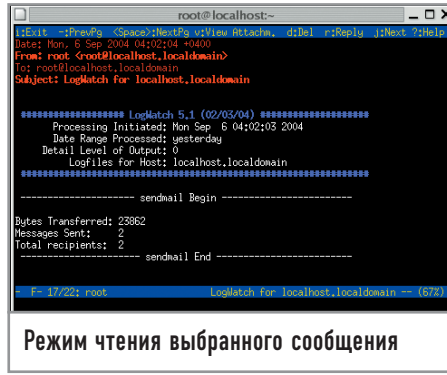 root@localhost:~
i:Exit -:PrevPg <Space>:NextPg v:View Attachm. d:Del r:Reply j:Next ?:Help
Date: Mon, 6 Sep 2004 04:02:04 +0400
From: root <root@localhost.localdomain>
To: root@localhost.localdomain
Subject: LogWatch for localhost.localdomain
################### LogWatch 5.1 (02/03/04) ####################
Processing Initiated: Mon Sep 6 04:02:03 2004
Date Range Processed: yesterday
Detail Level of Output: 0
Logfiles for Host: localhost.localdomain
################################################################
--------------------- sendmail Begin ------------------------
Bytes Transferred: 23862
Messages Sent: 2
Total recipients: 2
---------------------- sendmail End -------------------------
- F- 17/22: root LogWatch for localhost.localdomain -- (67%)
Режим чтения выбранного сообщения